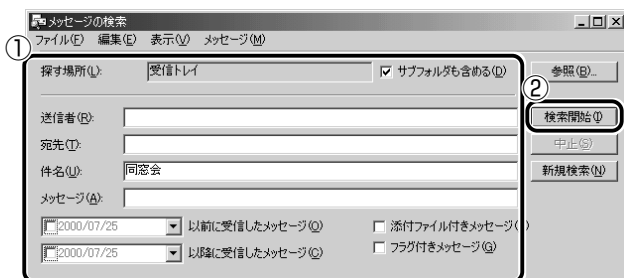 メッセージの検索
①
ファイル(F) 編集(E) 表示(V) メッセージ(M)
探す場所(L): 受信トレイ サブフォルダも含める(D) 参照(B)...
②
送信者(R): 検索開始(I)
宛先(T): 中止(S)
件名(U): 同窓会 新規検索(N)
メッセージ(A):
2000/07/25 以前に受信したメッセージ(O) 添付ファイル付きメッセージ(
2000/07/25 以降に受信したメッセージ(C) フラグ付きメッセージ(G)